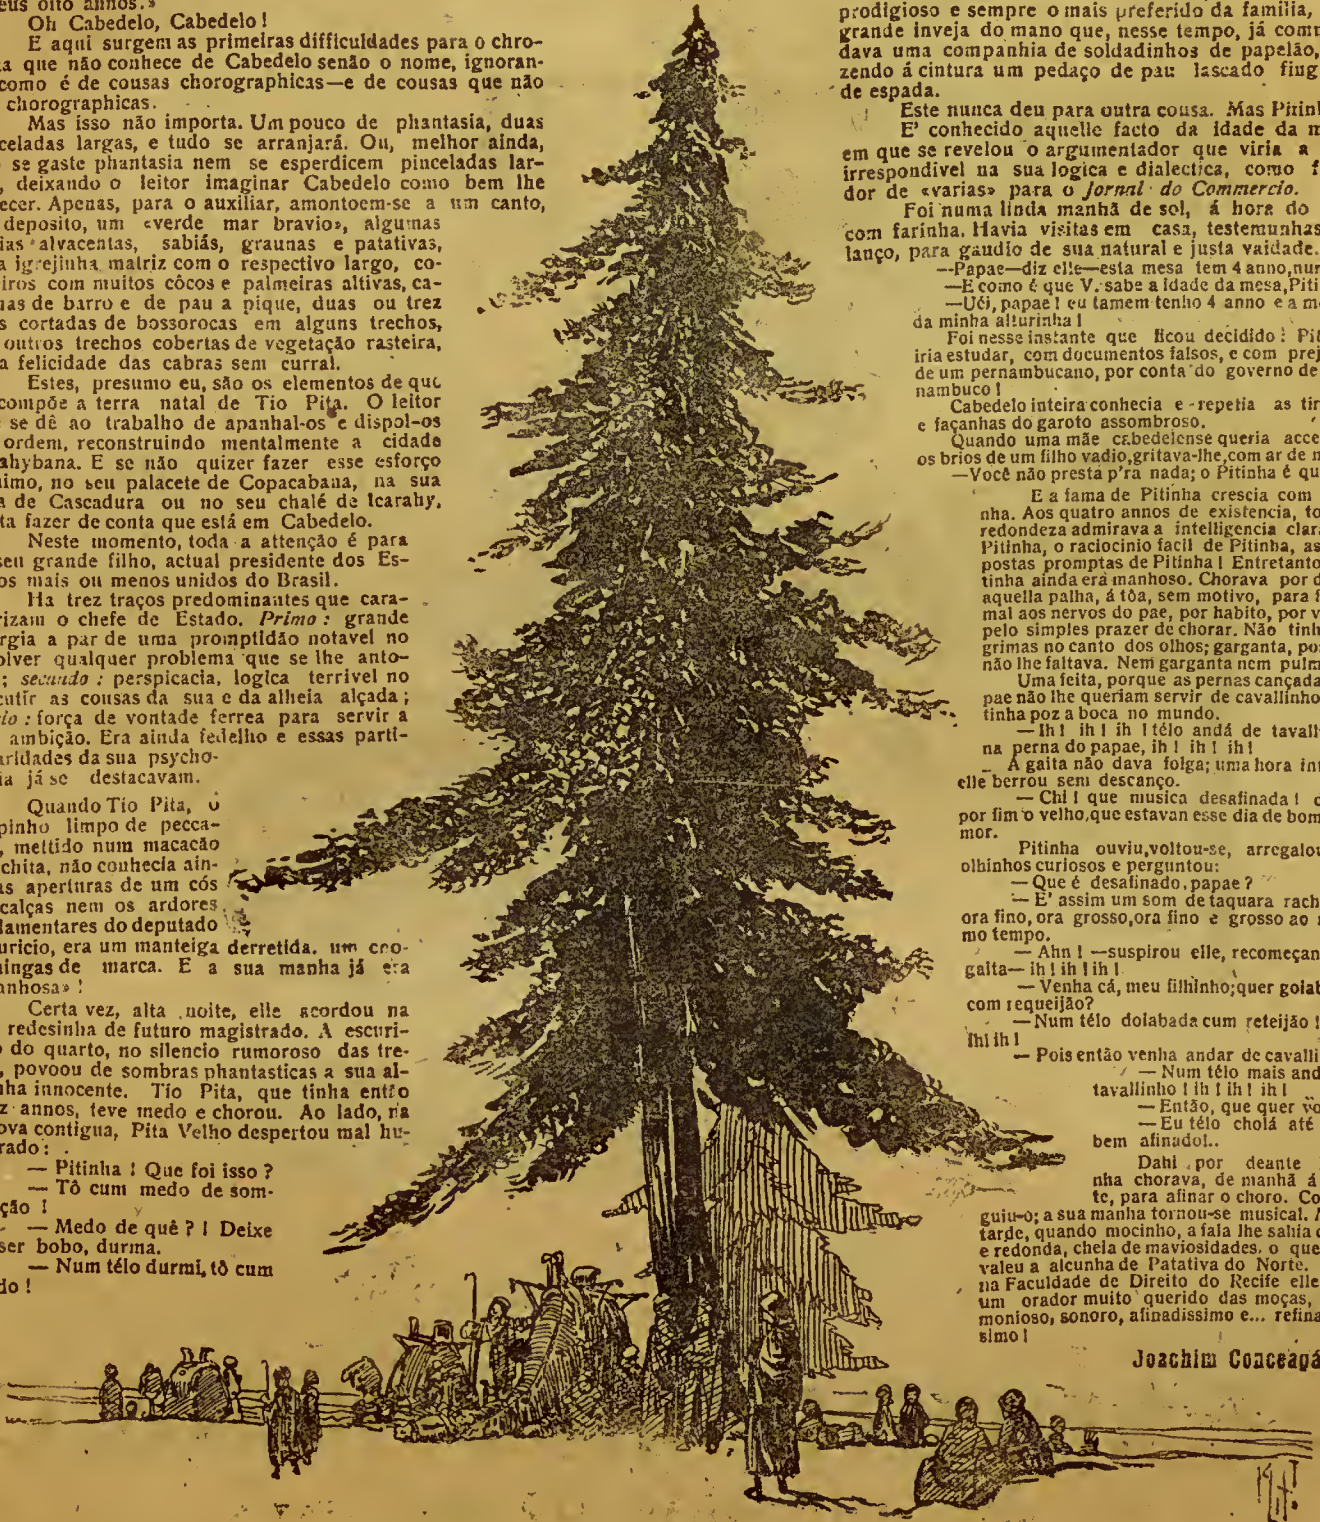 eus oito annos.»
Oh Cabedelo, Cabedelo!
E aqui surgem as primeiras difficuldades para o chro-
a que não conhece de Cabedelo senão o nome, ignoran-
como é de cousas chorographicas—e de cousas que não
chorographicas.
Mas isso não importa. Um pouco de phantasia, duas
celadas largas, e tudo se arranjará. Ou, melhor ainda,
se gaste phantasia nem se esperdicem pinceladas lar-
, deixando o leitor imaginar Cabedelo como bem lhe
ecer. Apenas, para o auxiliar, amontoem-se a um canto,
deposito, um «verde mar bravio», algumas
ias alvacentas, sabiás, graunas e patativas,
a igrejinha matriz com o respectivo largo, co-
iros com muitos côcos e palmeiras altivas, ca-
as de barro e de pau a pique, duas ou trez
s cortadas de bossorocas em alguns trechos,
outros trechos cobertas de vegetação rasteira,
a felicidade das cabras sem curral.
Estes, presumo eu, são os elementos de que
compõe a terra natal de Tio Pita. O leitor
se dê ao trabalho de apanhal-os e dispol-os
ordem, reconstruindo mentalmente a cidade
ahybana. E se não quizer fazer esse esforço
imo, no seu palacete de Copacabana, na sua
a de Cascadura ou no seu chalé de Icarahy,
ta fazer de conta que está em Cabedelo.
Neste momento, toda a attenção é para
seu grande filho, actual presidente dos Es-
os mais ou menos unidos do Brasil.
Ha trez traços predominantes que cara-
rizam o chefe de Estado. Primo: grande
rgia a par de uma promptidão notavel no
olver qualquer problema que se lhe anto-
; secundo: perspicacia, logica terrivel no
cutir as cousas da sua e da alheia alçada;
cio: força de vontade ferrea para servir a
ambição. Era ainda fedelho e essas parti-
aridades da sua psycho-
ia já se destacavam.
Quando Tio Pita, o
pinho limpo de pecca-
, mettido num macacão
chita, não conhecia ain-
as aperturas de um cós
calças nem os ardores
lamentares do deputado
uricio, era um manteiga derretida. um cho-
ingas de marca. E a sua manha já era
anhosa»!
Certa vez, alta noite, elle acordou na
redesinha de futuro magistrado. A escuri-
o do quarto, no silencio rumoroso das tre-
, povoou de sombras phantasticas a sua al-
nha innocente. Tio Pita, que tinha entfo
z annos, teve medo e chorou. Ao lado, na
ova contigua, Pita Velho despertou mal hu-
rado:
— Pitinha! Que foi isso?
— Tô cum medo de som-
ção!
— Medo de quê?! Deixe
ser bobo, durma.
— Num télo durmi, tô cum
do!
prodigioso e sempre o mais preferido da familia,
grande inveja do mano que, nesse tempo, já com
dava uma companhia de soldadinhos de papelão,
zendo á cintura um pedaço de pau lascado fing
de espada.
Este nunca deu para outra cousa. Mas Pitinh
E' conhecido aquelle facto da idade da m
em que se revelou o argumentador que viria a
irrespondivel na sua logica e dialectica, como f
dor de «varias» para o Jornal do Commercio.
Foi numa linda manhã de sol, á hora do
com farinha. Havia visitas em casa, testemunhas
lanço, para gaudio de sua natural e justa vaidade.
—Papae—diz elle—esta mesa tem 4 anno, nur
—E como é que V. sabe a idade da mesa, Piti
—Uéi, papae! eu tamem tenho 4 anno e a m
da minha alturinha!
Foi nesse instante que ficou decidido: Pit
iria estudar, com documentos falsos, e com prej
de um pernambucano, por conta do governo de
nambuco!
Cabedelo inteira conhecia e repetia as tir
e façanhas do garoto assombroso.
Quando uma mãe cabedelense queria acce
os brios de um filho vadio, gritava-lhe, com ar de n
—Você não presta p'ra nada; o Pitinha é qu
E a fama de Pitinha crescia com
nha. Aos quatro annos de existencia, to
redondeza admirava a intelligencia clar
Pitinha, o raciocinio facil de Pitinha, as
postas promptas de Pitinha! Entretanto
tinha ainda era manhoso. Chorava por d
aquella palha, á tôa, sem motivo, para f
mal aos nervos do pae, por habito, por v
pelo simples prazer de chorar. Não tinh
grimas no canto dos olhos; garganta, po
não lhe faltava. Nem garganta nem pulm
Uma feita, porque as pernas cançada
pae não lhe queriam servir de cavallinho
tinha poz a boca no mundo.
— Ih! ih! ih! télo andá de tavall
na perna do papae, ih! ih! ih!
A gaita não dava folga; uma hora int
elle berrou sem descanço.
— Chi! que musica desafinada! d
por fim o velho, que estavan esse dia de bom
mor.
Pitinha ouviu, voltou-se, arregalou
olhinhos curiosos e perguntou:
— Que é desafinado, papae?
— E' assim um som de taquara rach
ora fino, ora grosso, ora fino e grosso ao
mo tempo.
— Ahn! —suspirou elle, recomeçan
gaita— ih! ih! ih!
— Venha cá, meu filhinho; quer goiab
com requeijão?
— Num télo doiabada cum reteijão!
ih! ih!
— Pois então venha andar de cavalli
— Num télo mais and
tavallinho! ih! ih! ih!
— Então, que quer vo
— Eu télo cholá até
bem afinado!..
Dahi por deante
nha chorava, de manhã á
te, para afinar o choro. Co
guiu-o; a sua manha tornou-se musical.
tarde, quando mocinho, a fala lhe sahia c
e redonda, cheia de maviosidades, o que
valeu a alcunha de Patativa do Norte.
na Faculdade de Direito do Recife elle
um orador muito querido das moças,
monioso, sonoro, afinadissimo e... refina
simo!
Joachim Conceagá